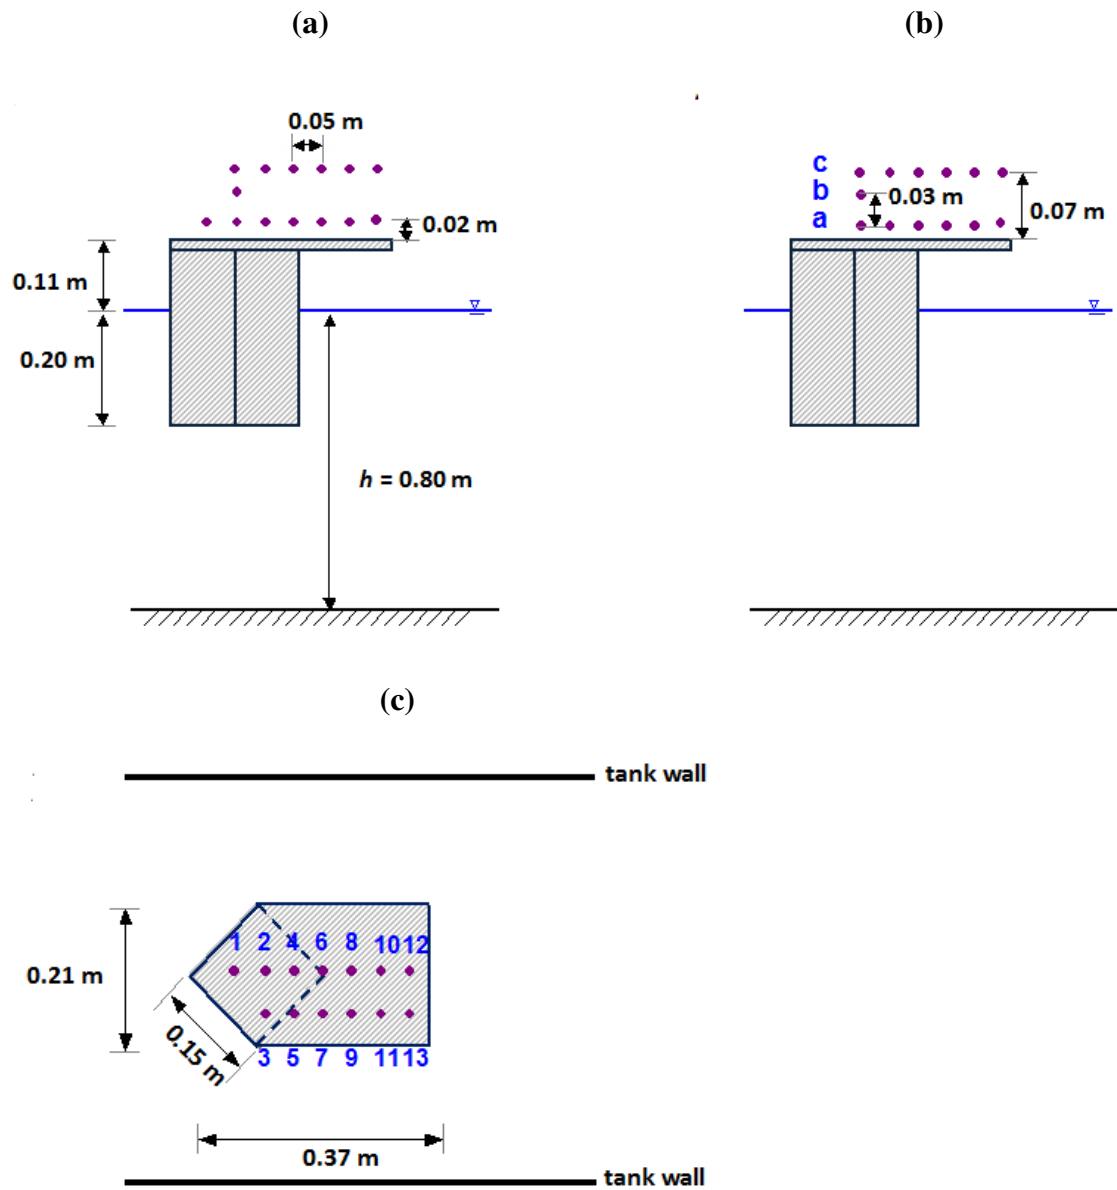 (a)
(b)
0.05 m
0.02 m
0.11 m
0.20 m
h = 0.80 m
c
b
a
0.03 m
0.07 m
(c)
tank wall
1 2 4 6 8 10 12
0.21 m
0.15 m
3 5 7 9 11 13
0.37 m
tank wall